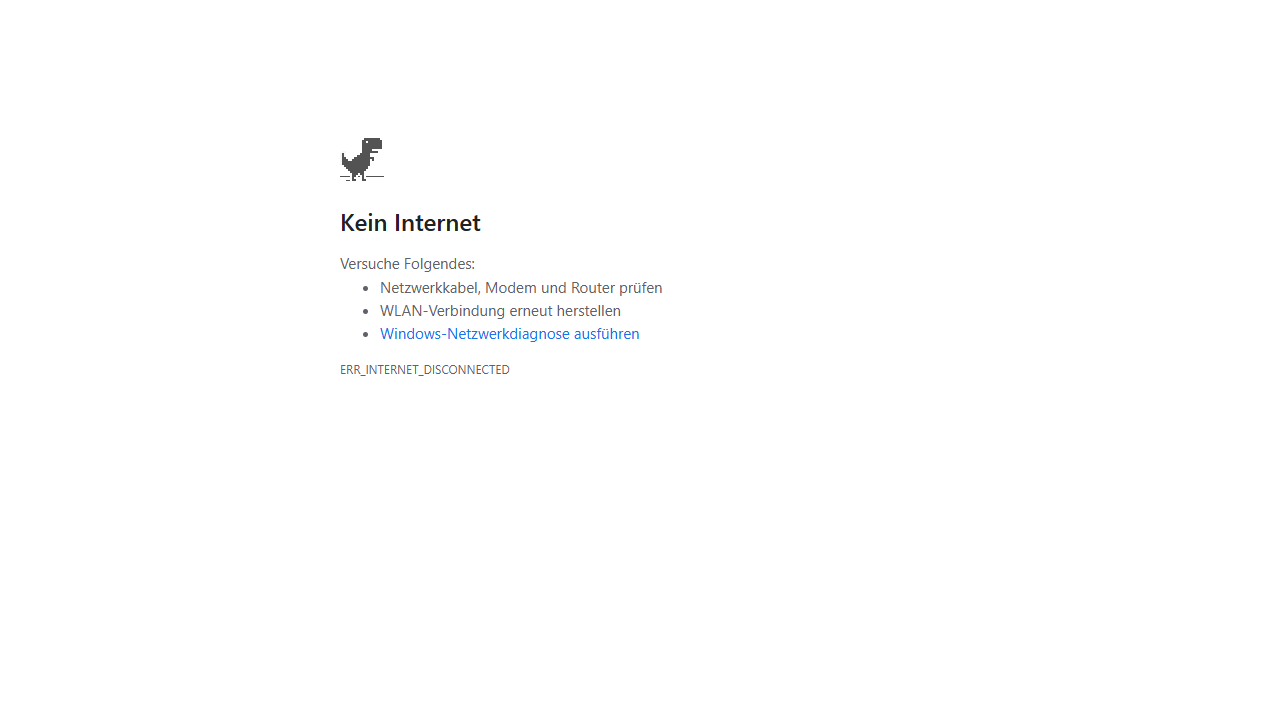 Kein Internet
Versuche Folgendes:
Netzwerkkabel, Modem und Router prüfen
WLAN-Verbindung erneut herstellen
Windows-Netzwerkdiagnose ausführen
ERR_INTERNET_DISCONNECTED